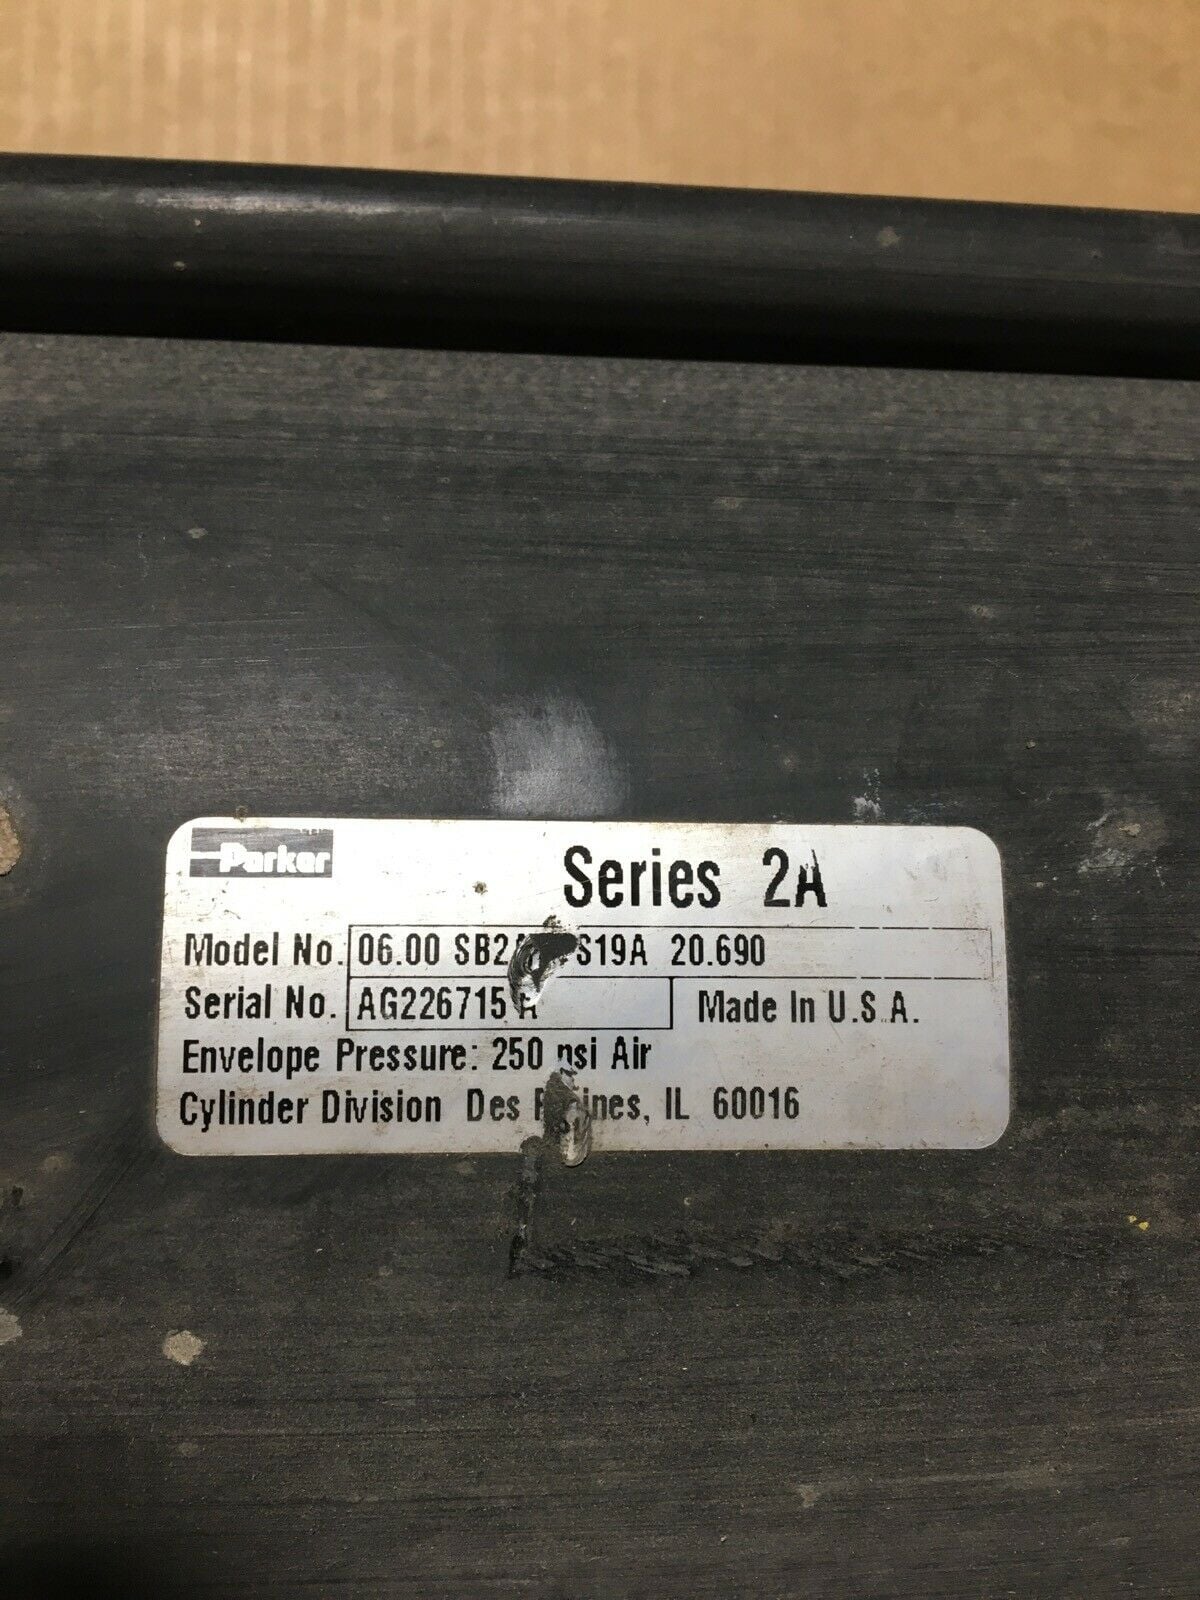 Parker
Series 2A
Model No. 06.00 S19A 20.690
Serial No. AG226715 A
Made In U.S.A.
Envelope Pressure: 250 psi Air
Cylinder Division Des Plaines, IL 60016